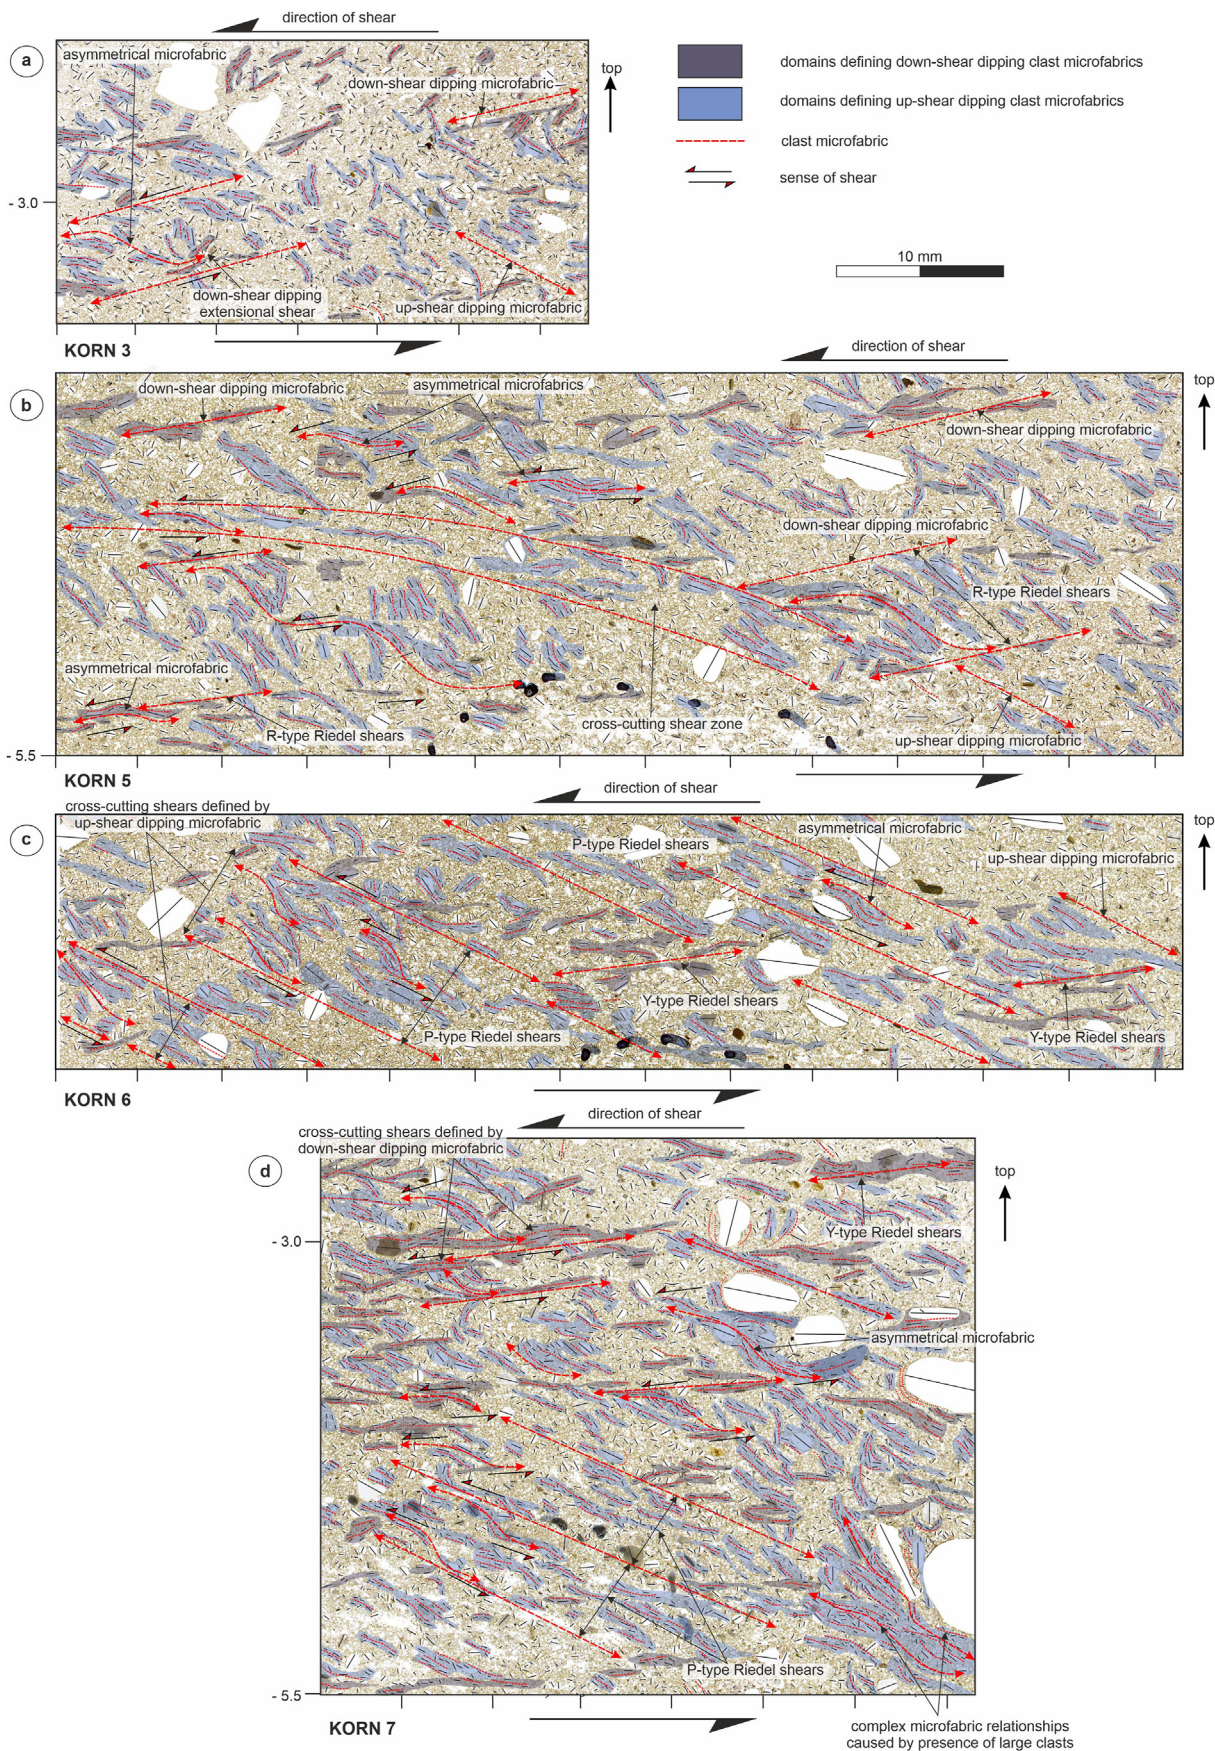 direction of shear
a
asymmetrical microfabric
down-shear dipping microfabric
top
- 3.0
down-shear dipping
extensional shear
up-shear dipping microfabric
KORN 3
domains defining down-shear dipping clast microfabrics
domains defining up-shear dipping clast microfabrics
clast microfabric
sense of shear
10 mm
direction of shear
b
down-shear dipping microfabric
asymmetrical microfabrics
top
down-shear dipping microfabric
down-shear dipping microfabric
R-type Riedel shears
asymmetrical microfabric
R-type Riedel shears
cross-cutting shear zone
up-shear dipping microfabric
- 5.5
KORN 5
direction of shear
cross-cutting shears defined by
up-shear dipping microfabric
c
P-type Riedel shears
asymmetrical microfabric
top
up-shear dipping microfabric
Y-type Riedel shears
P-type Riedel shears
Y-type Riedel shears
KORN 6
direction of shear
cross-cutting shears defined by
down-shear dipping microfabric
d
top
Y-type Riedel shears
- 3.0
asymmetrical microfabric
P-type Riedel shears
- 5.5
KORN 7
complex microfabric relationships
caused by presence of large clasts